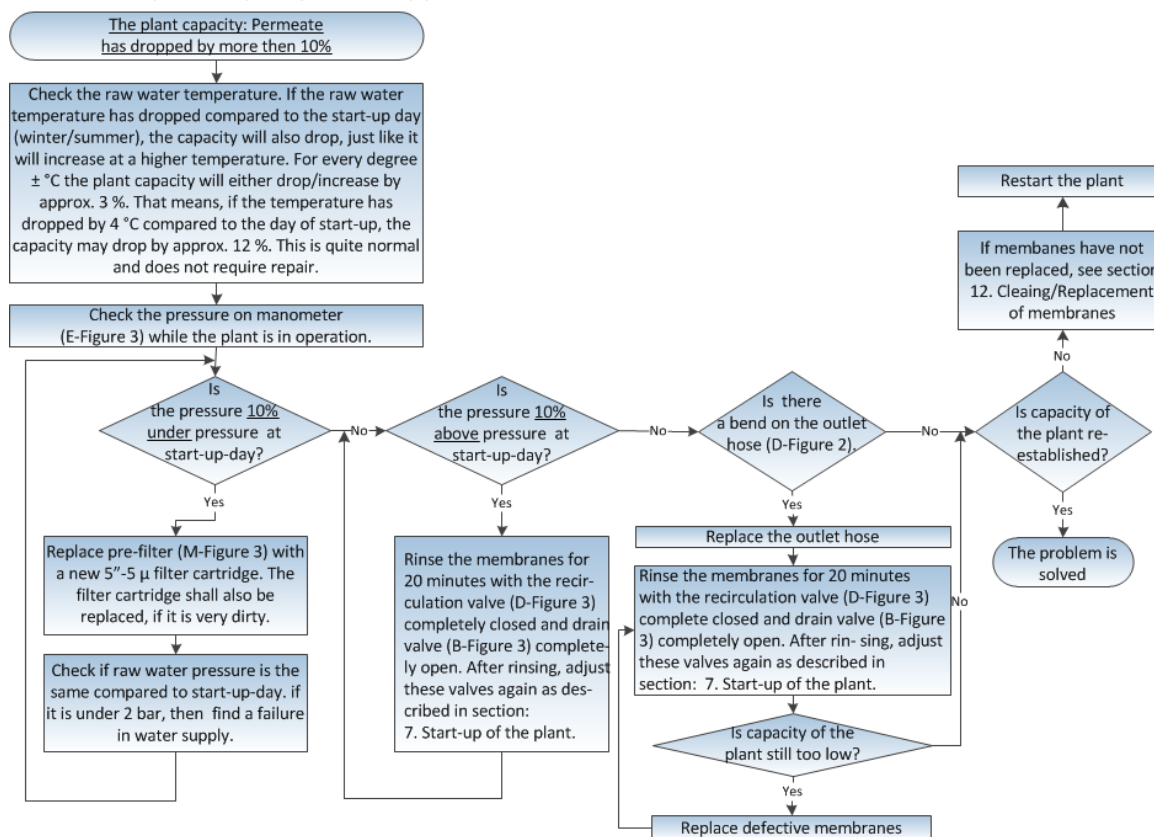 The plant capacity: Permeate
has dropped by more then 10%
Check the raw water temperature. If the raw water
temperature has dropped compared to the start-up day
(winter/summer), the capacity will also drop, just like it
will increase at a higher temperature. For every degree
± °C the plant capacity will either drop/increase by
approx. 3 %. That means, if the temperature has
dropped by 4 °C compared to the day of start-up, the
capacity may drop by approx. 12 %. This is quite normal
and does not require repair.
Check the pressure on manometer
(E-Figure 3) while the plant is in operation.
Is
the pressure 10%
under pressure at
start-up-day?
No
Yes
Replace pre-filter (M-Figure 3) with
a new 5”-5 µ filter cartridge. The
filter cartridge shall also be
replaced, if it is very dirty.
Check if raw water pressure is the
same compared to start-up-day. if
it is under 2 bar, then find a failure
in water supply.
Is
the pressure 10%
above pressure at
start-up-day?
No
Yes
Rinse the membranes for
20 minutes with the recir-
culation valve (D-Figure 3)
completely closed and drain
valve (B-Figure 3) complete-
ly open. After rinsing, adjust
these valves again as des-
cribed in section:
7. Start-up of the plant.
Is there
a bend on the outlet
hose (D-Figure 2).
No
Yes
Replace the outlet hose
Rinse the membranes for 20 minutes
with the recirculation valve (D-Figure 3)
complete closed and drain valve (B-Figure
3) completely open. After rin- sing, adjust
these valves again as described in
section: 7. Start-up of the plant.
Is capacity of the
plant still too low?
No
Yes
Replace defective membranes
Is capacity of
the plant re-
established?
No
If membanes have not
been replaced, see section
12. Cleaing/Replacement
of membranes
Restart the plant
Yes
The problem is
solved